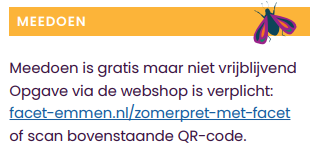 MEEDOEN
Meedoen is gratis maar niet vrijblijvend
Opgave via de webshop is verplicht:
facet-emmen.nl/zomerpret-met-facet
of scan bovenstaande QR-code.